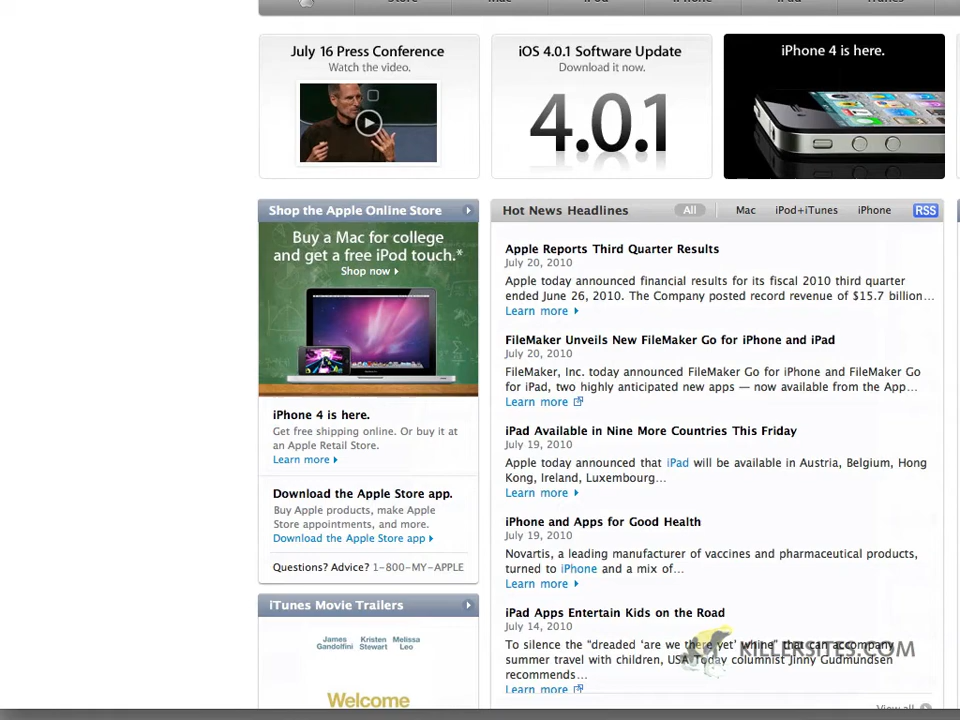 Store Mac iPod iPhone iPad iTunes
July 16 Press Conference
Watch the video.
iOS 4.0.1 Software Update
Download it now.
4.0.1
iPhone 4 is here.
Shop the Apple Online Store
Buy a Mac for college
and get a free iPod touch.*
Shop now
iPhone 4 is here.
Get free shipping online. Or buy it at
an Apple Retail Store.
Learn more
Download the Apple Store app.
Buy Apple products, make Apple
Store appointments, and more.
Download the Apple Store app
Questions? Advice? 1-800-MY-APPLE
iTunes Movie Trailers
James Gandolfini Kristen Stewart Melissa Leo
Welcome
Hot News Headlines All Mac iPod+iTunes iPhone RSS
Apple Reports Third Quarter Results
July 20, 2010
Apple today announced financial results for its fiscal 2010 third quarter
ended June 26, 2010. The Company posted record revenue of $15.7 billion...
Learn more
FileMaker Unveils New FileMaker Go for iPhone and iPad
July 20, 2010
FileMaker, Inc. today announced FileMaker Go for iPhone and FileMaker Go
for iPad, two highly anticipated new apps — now available from the App...
Learn more
iPad Available in Nine More Countries This Friday
July 19, 2010
Apple today announced that iPad will be available in Austria, Belgium, Hong
Kong, Ireland, Luxembourg...
Learn more
iPhone and Apps for Good Health
July 19, 2010
Novartis, a leading manufacturer of vaccines and pharmaceutical products,
turned to iPhone and a mix of...
Learn more
iPad Apps Entertain Kids on the Road
July 14, 2010
To silence the “dreaded ‘are we there yet’ whine” that can accompany
summer travel with children, USA Today columnist Jinny Gudmundsen
recommends...
Learn more
View all
KILLERSITES.COM